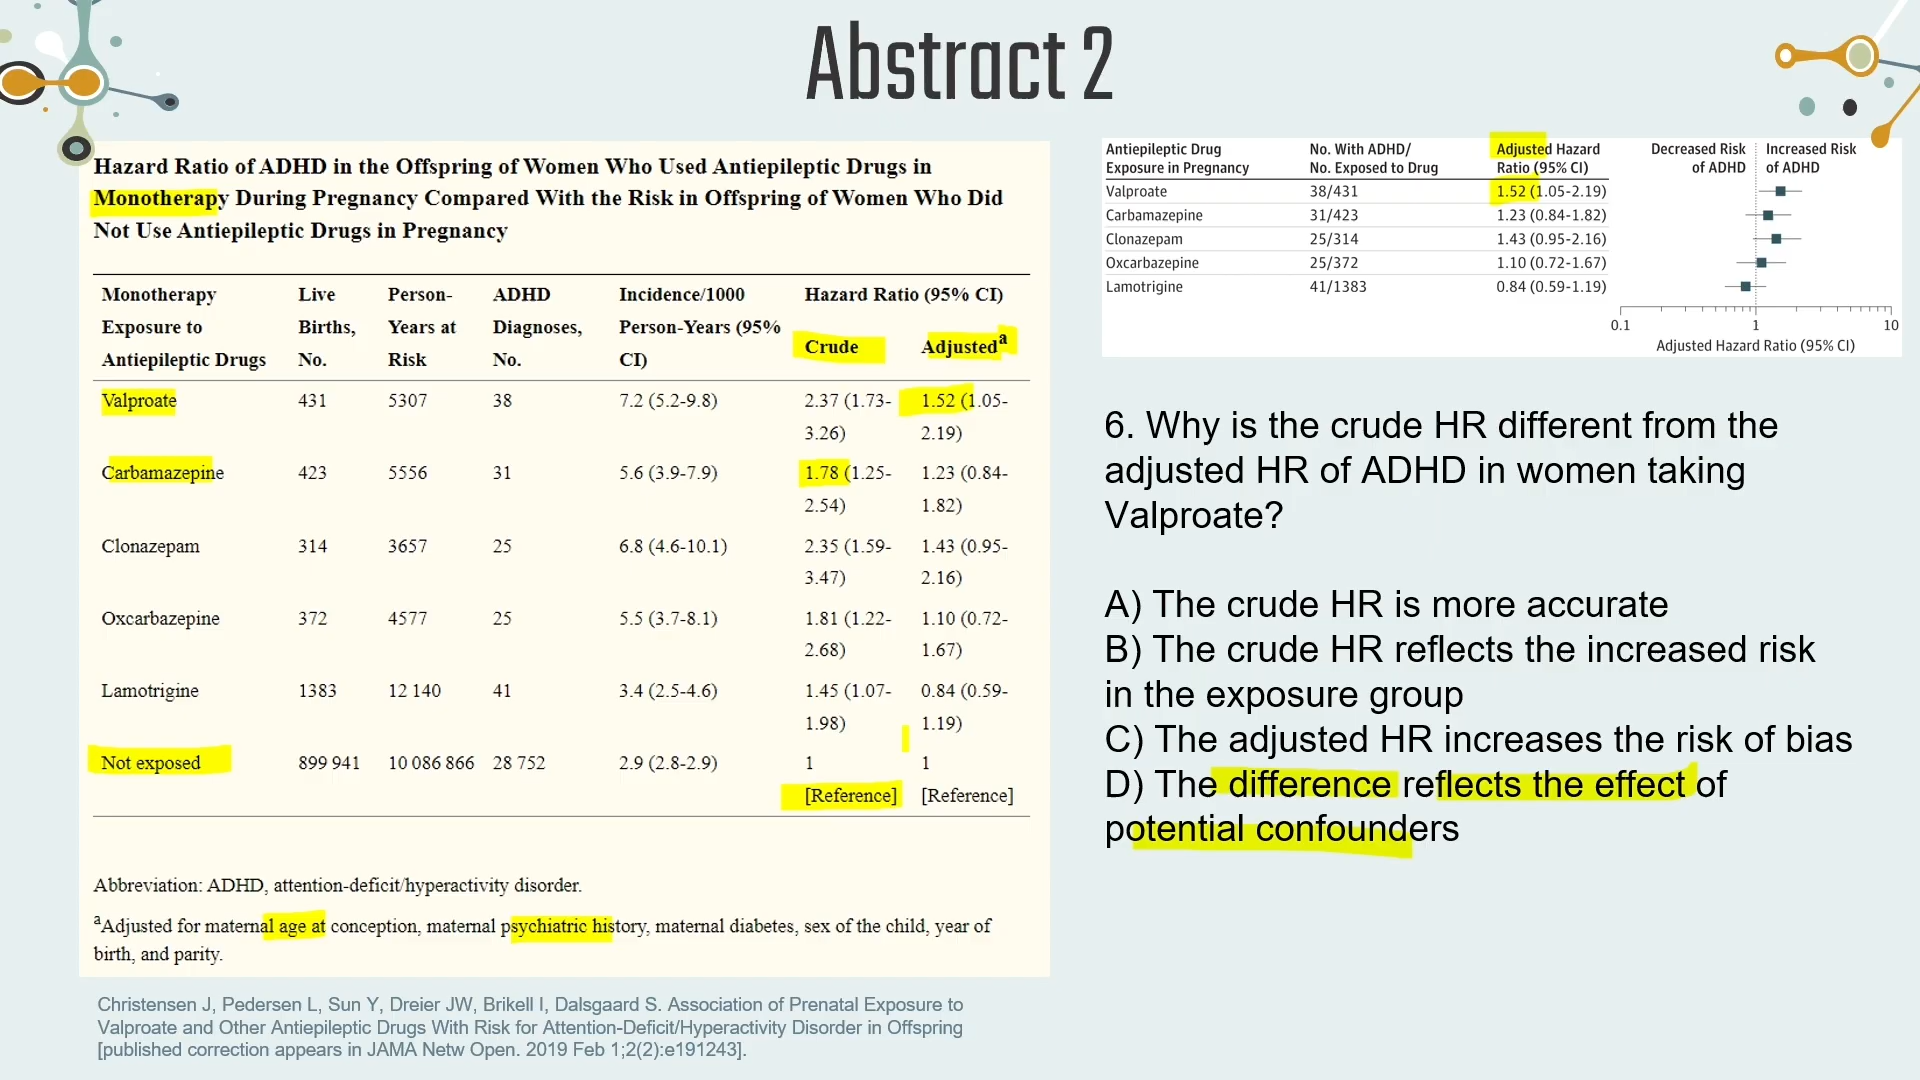 Abstract 2
Hazard Ratio of ADHD in the Offspring of Women Who Used Antiepileptic Drugs in
Monotherapy During Pregnancy Compared With the Risk in Offspring of Women Who Did
Not Use Antiepileptic Drugs in Pregnancy
Monotherapy Live Person- ADHD Incidence/1000 Hazard Ratio (95% CI)
Exposure to Births, Years at Diagnoses, Person-Years (95% Crude Adjustedª
Antiepileptic Drugs No. Risk No. CI)
Valproate 431 5307 38 7.2 (5.2-9.8) 2.37 (1.73- 1.52 (1.05-
3.26) 2.19)
Carbamazepine 423 5556 31 5.6 (3.9-7.9) 1.78 (1.25- 1.23 (0.84-
2.54) 1.82)
Clonazepam 314 3657 25 6.8 (4.6-10.1) 2.35 (1.59- 1.43 (0.95-
3.47) 2.16)
Oxcarbazepine 372 4577 25 5.5 (3.7-8.1) 1.81 (1.22- 1.10 (0.72-
2.68) 1.67)
Lamotrigine 1383 12 140 41 3.4 (2.5-4.6) 1.45 (1.07- 0.84 (0.59-
1.98) 1.19)
Not exposed 899 941 10 086 866 28 752 2.9 (2.8-2.9) 1 1
[Reference] [Reference]
Abbreviation: ADHD, attention-deficit/hyperactivity disorder.
ªAdjusted for maternal age at conception, maternal psychiatric history, maternal diabetes, sex of the child, year of
birth, and parity.
Christensen J, Pedersen L, Sun Y, Dreier JW, Brikell I, Dalsgaard S. Association of Prenatal Exposure to
Valproate and Other Antiepileptic Drugs With Risk for Attention-Deficit/Hyperactivity Disorder in Offspring
[published correction appears in JAMA Netw Open. 2019 Feb 1;2(2):e191243].
Antiepileptic Drug No. With ADHD/ Adjusted Hazard Decreased Risk Increased Risk
Exposure in Pregnancy No. Exposed to Drug Ratio (95% CI) of ADHD of ADHD
Valproate 38/431 1.52 (1.05-2.19)
Carbamazepine 31/423 1.23 (0.84-1.82)
Clonazepam 25/314 1.43 (0.95-2.16)
Oxcarbazepine 25/372 1.10 (0.72-1.67)
Lamotrigine 41/1383 0.84 (0.59-1.19)
0.1 1 10
Adjusted Hazard Ratio (95% CI)
6. Why is the crude HR different from the
adjusted HR of ADHD in women taking
Valproate?
A) The crude HR is more accurate
B) The crude HR reflects the increased risk
in the exposure group
C) The adjusted HR increases the risk of bias
D) The difference reflects the effect of
potential confounders